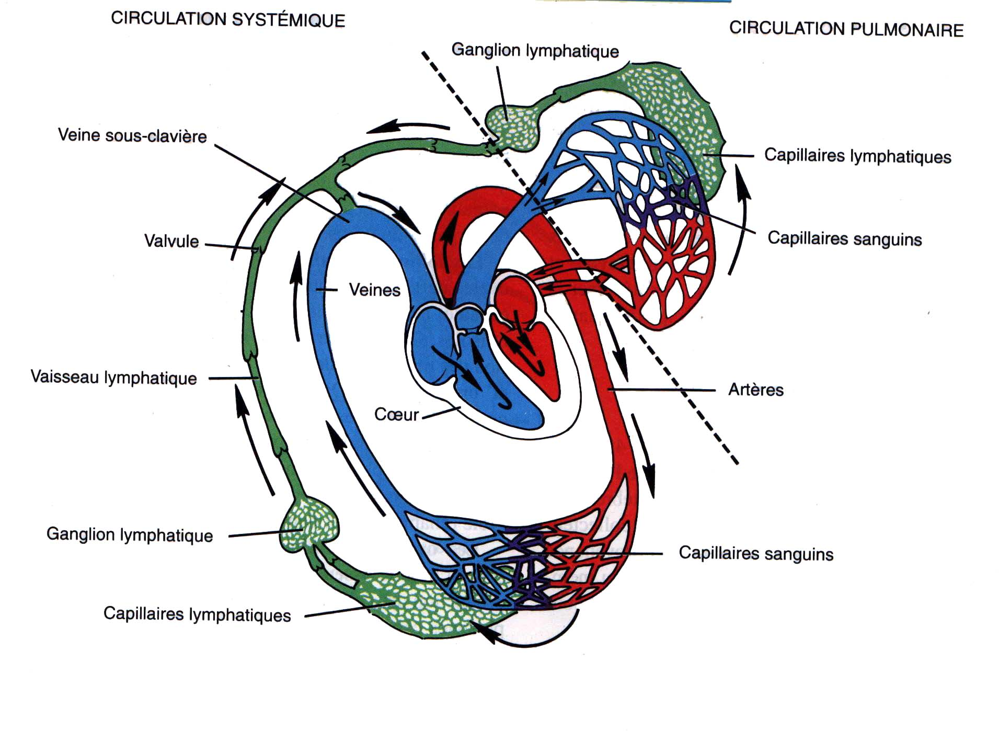 CIRCULATION SYSTÉMIQUE
CIRCULATION PULMONAIRE
Ganglion lymphatique
Veine sous-clavière
Capillaires lymphatiques
Valvule
Capillaires sanguins
Veines
Vaisseau lymphatique
Artères
Cœur
Ganglion lymphatique
Capillaires sanguins
Capillaires lymphatiques